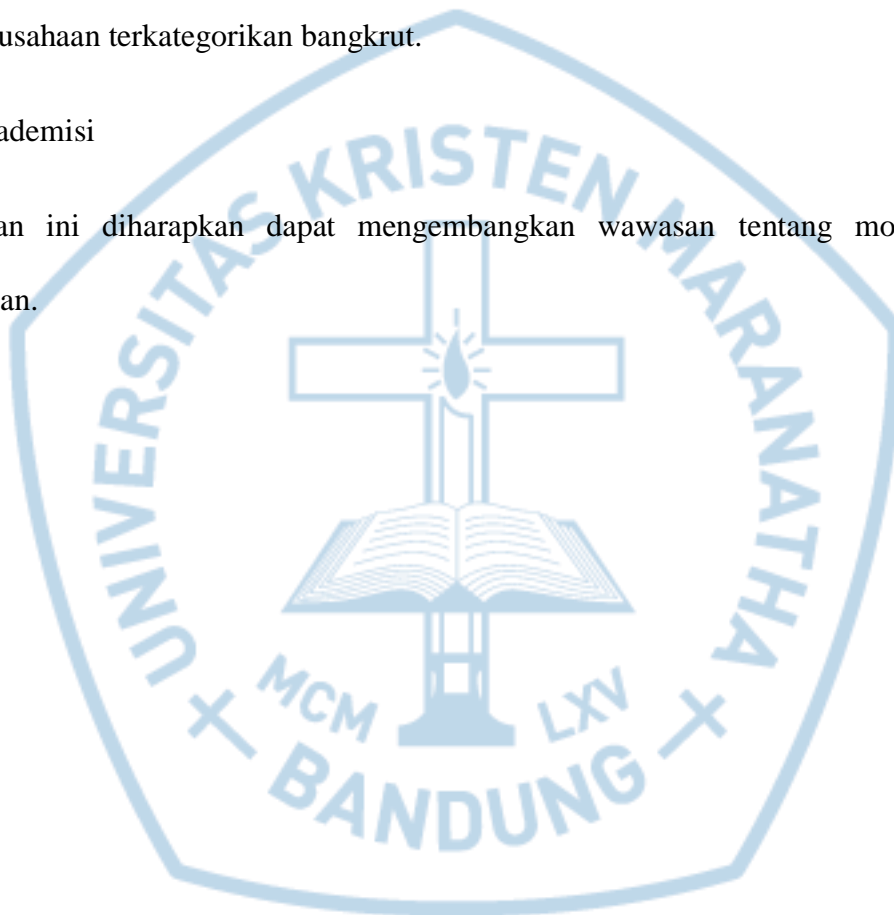 usahaan terkategorikan bangkrut.
ademisi
an ini diharapkan dapat mengembangkan wawasan tentang mo
an.
UNIVERSITAS KRISTEN MARANATHA
MCM LXV
BANDUNG